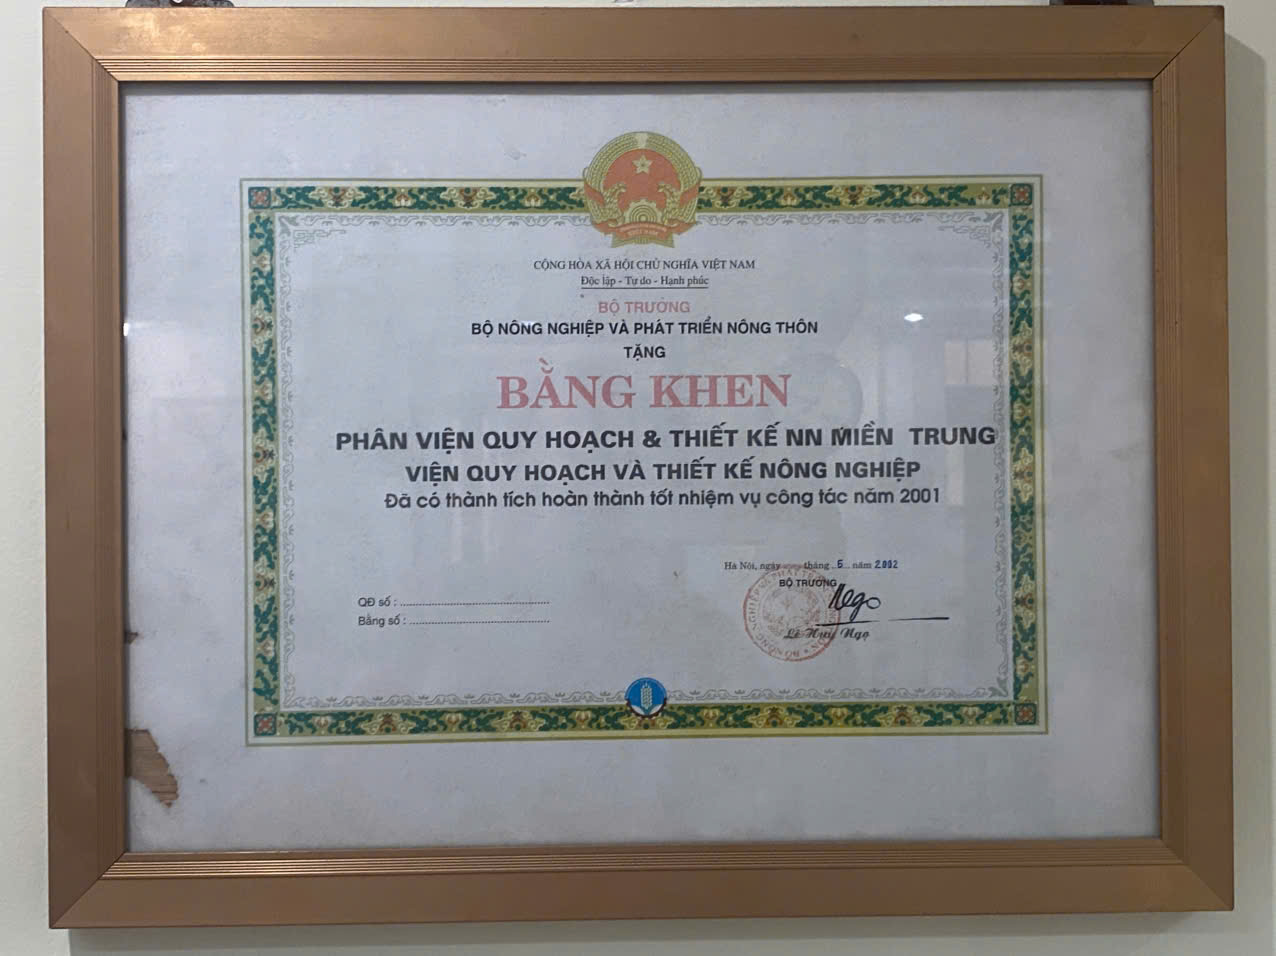 CỘNG HÒA XÃ HỘI CHỦ NGHĨA VIỆT NAM
Độc lập - Tự do - Hạnh phúc
BỘ TRƯỞNG
BỘ NÔNG NGHIỆP VÀ PHÁT TRIỂN NÔNG THÔN
TẶNG
BẰNG KHEN
PHÂN VIỆN QUY HOẠCH & THIẾT KẾ NN MIỀN TRUNG
VIỆN QUY HOẠCH VÀ THIẾT KẾ NÔNG NGHIỆP
Đã có thành tích hoàn thành tốt nhiệm vụ công tác năm 2001
Hà Nội, ngày tháng 5 năm 2002
BỘ TRƯỞNG
QĐ số :
Bằng số :
Lê Huy Ngọ